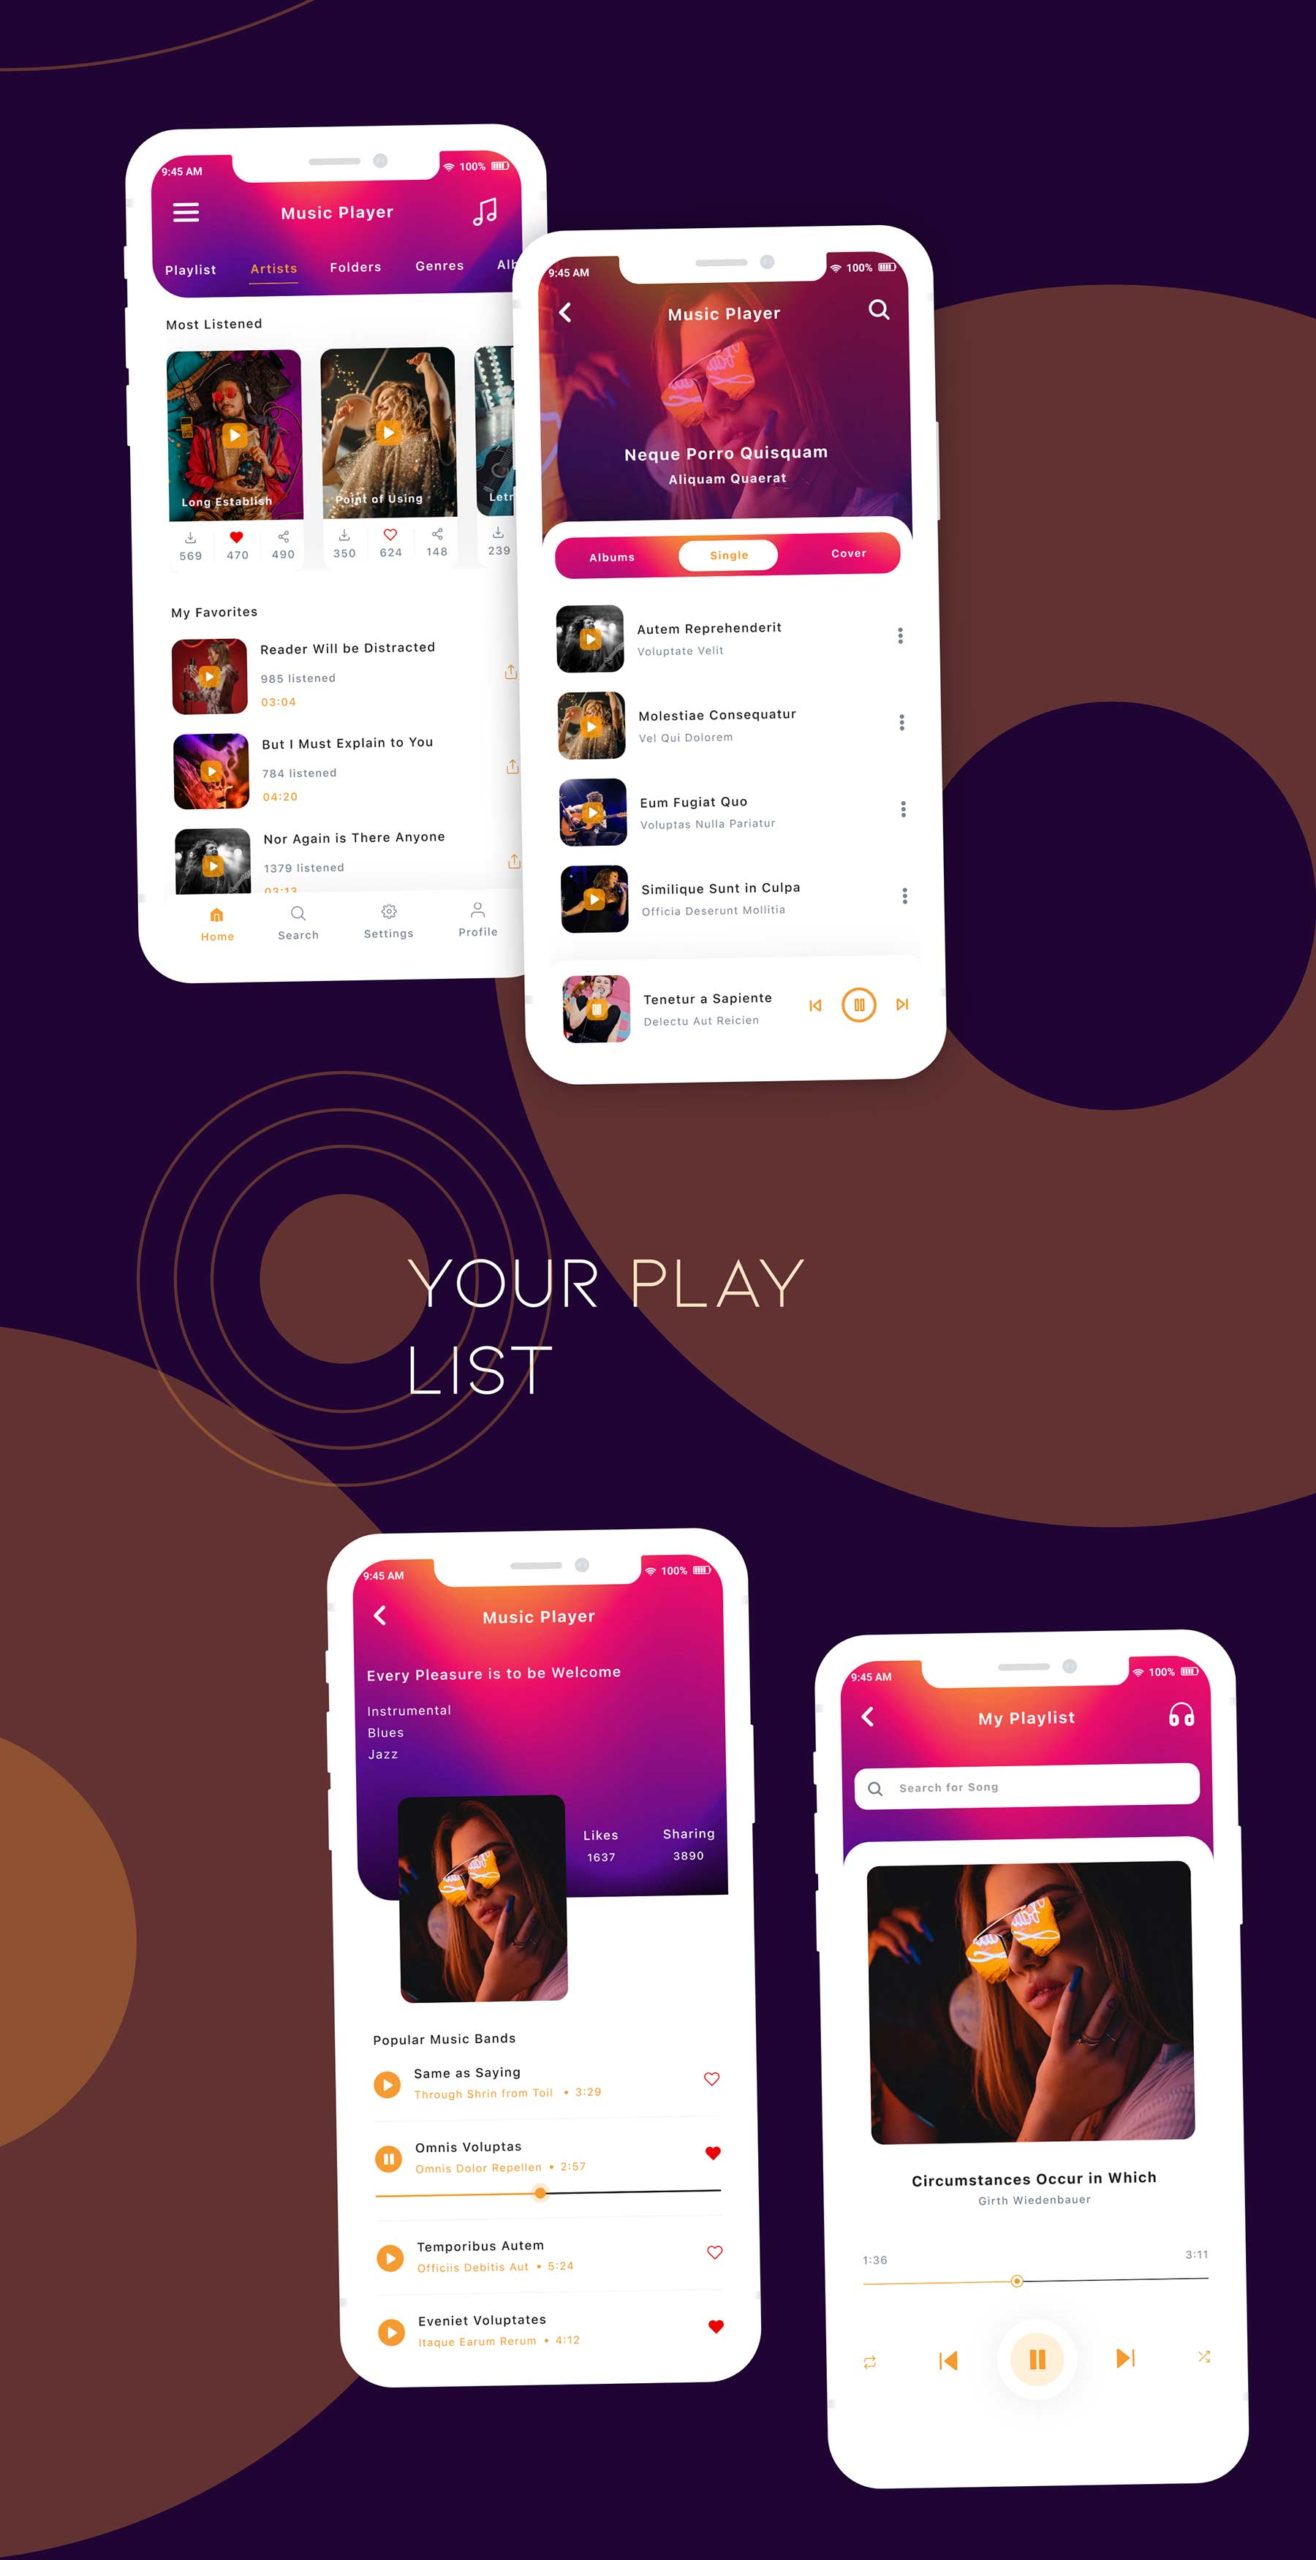 9:45 AM
100%
Music Player
Playlist Artists Folders Genres Alb
Most Listened
Long Establish
Point of Using
Letr
569 470 490
350 624 148
239
My Favorites
Reader Will be Distracted
985 listened
03:04
But I Must Explain to You
784 listened
04:20
Nor Again is There Anyone
1379 listened
03:13
Home Search Settings Profile
9:45 AM
100%
Music Player
Neque Porro Quisquam
Aliquam Quaerat
Albums Single Cover
Autem Reprehenderit
Voluptate Velit
Molestiae Consequatur
Vel Qui Dolorem
Eum Fugiat Quo
Voluptas Nulla Pariatur
Similique Sunt in Culpa
Officia Deserunt Mollitia
Tenetur a Sapiente
Delectu Aut Reicien
YOUR PLAY
LIST
9:45 AM
100%
Music Player
Every Pleasure is to be Welcome
Instrumental
Blues
Jazz
Likes Sharing
1637 3890
Popular Music Bands
Same as Saying
Through Shrin from Toil • 3:29
Omnis Voluptas
Omnis Dolor Repellen • 2:57
Temporibus Autem
Officiis Debitis Aut • 5:24
Eveniet Voluptates
Itaque Earum Rerum • 4:12
9:45 AM
100%
My Playlist
Search for Song
Circumstances Occur in Which
Girth Wiedenbauer
1:36 3:11